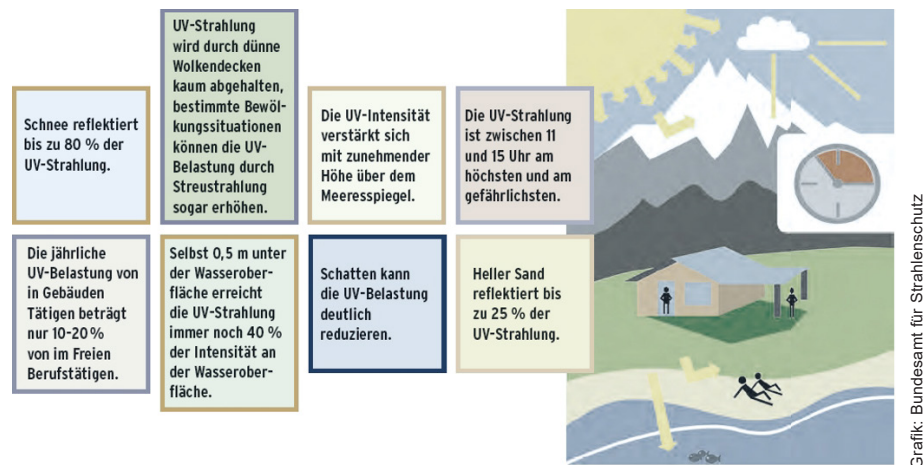 Schnee reflektiert
bis zu 80 % der
UV-Strahlung.
UV-Strahlung
wird durch dünne
Wolkendecken
kaum abgehalten,
bestimmte Bewöl-
kungssituationen
können die UV-
Belastung durch
Streustrahlung
sogar erhöhen.
Die UV-Intensität
verstärkt sich
mit zunehmender
Höhe über dem
Meeresspiegel.
Die UV-Strahlung
ist zwischen 11
und 15 Uhr am
höchsten und am
gefährlichsten.
Die jährliche
UV-Belastung von
in Gebäuden
Tätigen beträgt
nur 10-20 %
von im Freien
Berufstätigen.
Selbst 0,5 m unter
der Wasserober-
fläche erreicht
die UV-Strahlung
immer noch 40 %
der Intensität an
der Wasserober-
fläche.
Schatten kann
die UV-Belastung
deutlich
reduzieren.
Heller Sand
reflektiert bis
zu 25 % der
UV-Strahlung.
Grafik: Bundesamt für Strahlenschutz